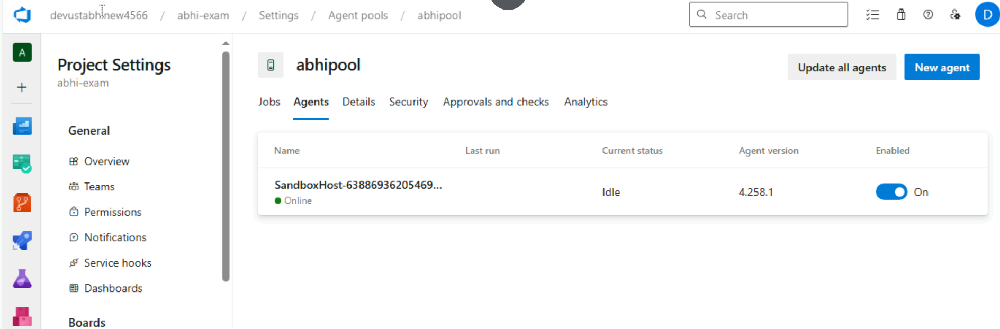 devustabhinew4566 / abhi-exam / Settings / Agent pools / abhipool
Search
D
A
Project Settings
abhi-exam
General
Overview
Teams
Permissions
Notifications
Service hooks
Dashboards
Boards
abhipool
Update all agents
New agent
Jobs Agents Details Security Approvals and checks Analytics
Name Last run Current status Agent version Enabled
SandboxHost-63886936205469... Idle 4.258.1 On
Online